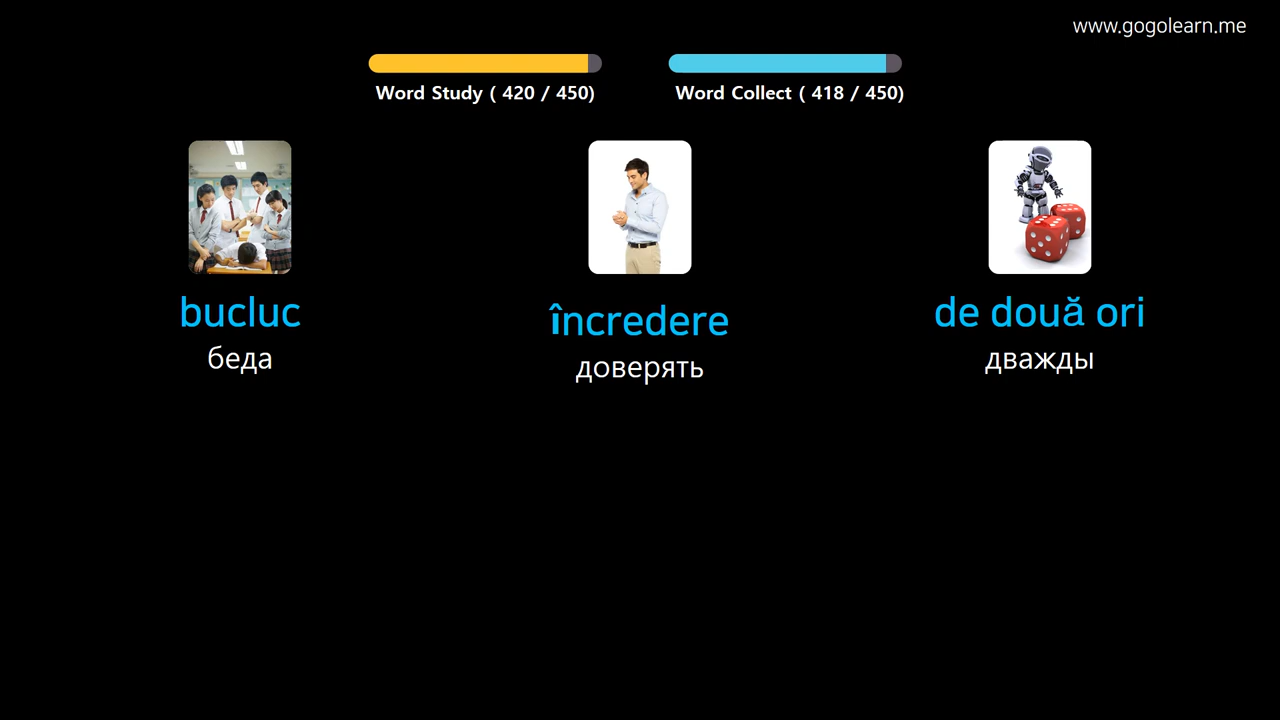 www.gogolearn.me
Word Study ( 420 / 450)
Word Collect ( 418 / 450)
bucluc
беда
încredere
доверять
de două ori
дважды